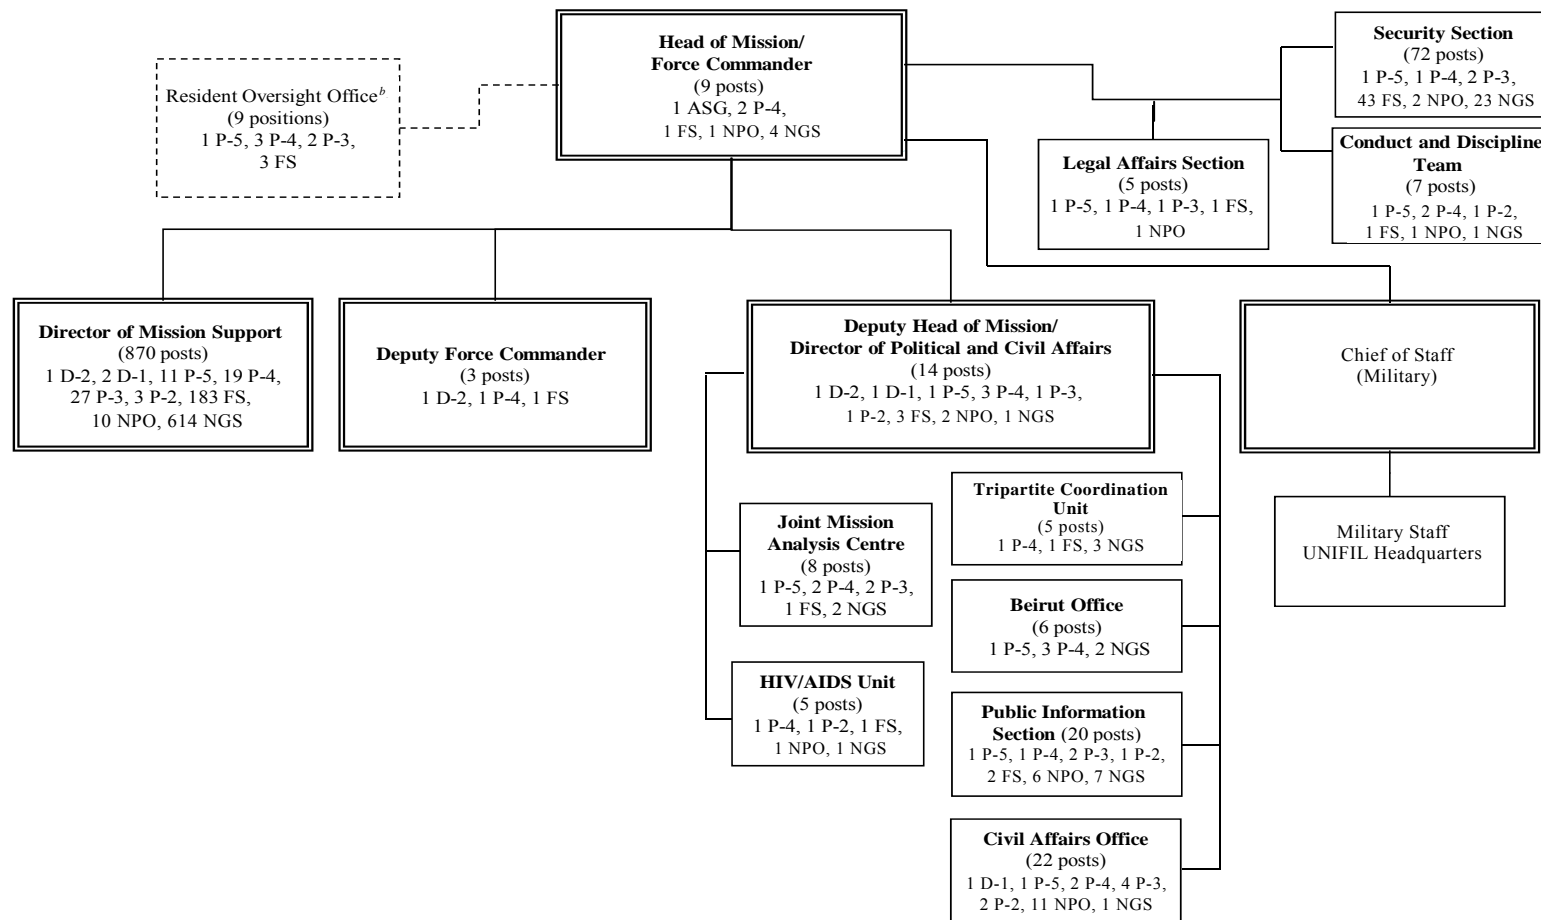 Head of Mission/
Force Commander
(9 posts)
1 ASG, 2 P-4,
1 FS, 1 NPO, 4 NGS
Resident Oversight Office b
(9 positions)
1 P-5, 3 P-4, 2 P-3,
3 FS
Security Section
(72 posts)
1 P-5, 1 P-4, 2 P-3,
43 FS, 2 NPO, 23 NGS
Legal Affairs Section
(5 posts)
1 P-5, 1 P-4, 1 P-3, 1 FS,
1 NPO
Conduct and Discipline
Team
(7 posts)
1 P-5, 2 P-4, 1 P-2,
1 FS, 1 NPO, 1 NGS
Director of Mission Support
(870 posts)
1 D-2, 2 D-1, 11 P-5, 19 P-4,
27 P-3, 3 P-2, 183 FS,
10 NPO, 614 NGS
Deputy Force Commander
(3 posts)
1 D-2, 1 P-4, 1 FS
Deputy Head of Mission/
Director of Political and Civil Affairs
(14 posts)
1 D-2, 1 D-1, 1 P-5, 3 P-4, 1 P-3,
1 P-2, 3 FS, 2 NPO, 1 NGS
Chief of Staff
(Military)
Military Staff
UNIFIL Headquarters
Joint Mission
Analysis Centre
(8 posts)
1 P-5, 2 P-4, 2 P-3,
1 FS, 2 NGS
HIV/AIDS Unit
(5 posts)
1 P-4, 1 P-2, 1 FS,
1 NPO, 1 NGS
Tripartite Coordination
Unit
(5 posts)
1 P-4, 1 FS, 3 NGS
Beirut Office
(6 posts)
1 P-5, 3 P-4, 2 NGS
Public Information
Section (20 posts)
1 P-5, 1 P-4, 2 P-3, 1 P-2,
2 FS, 6 NPO, 7 NGS
Civil Affairs Office
(22 posts)
1 D-1, 1 P-5, 2 P-4, 4 P-3,
2 P-2, 11 NPO, 1 NGS